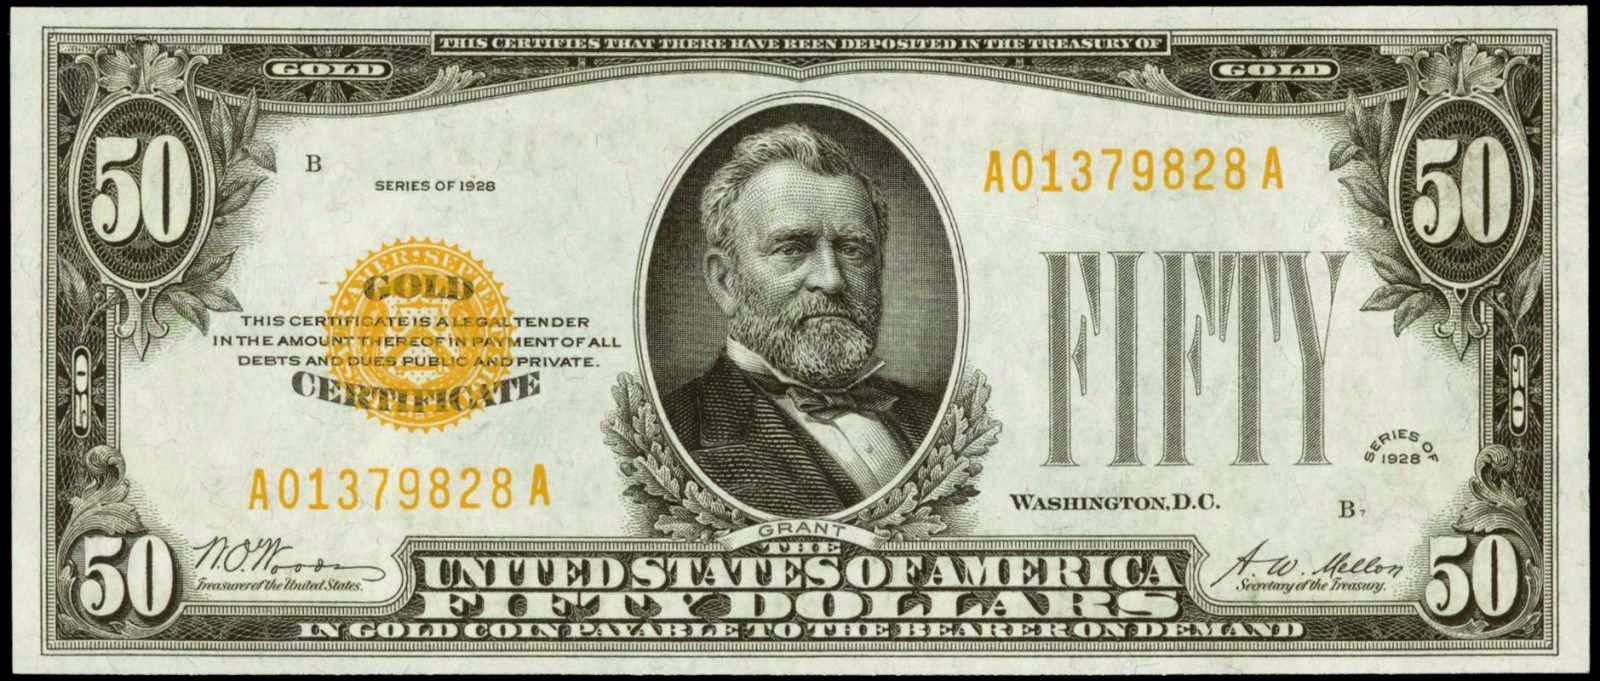 THIS CERTIFIES THAT THERE HAVE BEEN DEPOSITED IN THE TREASURY OF
GOLD
GOLD
50
50
B
SERIES OF 1928
A01379828A
GOLD
THIS CERTIFICATE IS A LEGAL TENDER
IN THE AMOUNT THEREOF IN PAYMENT OF ALL
DEBTS AND DUES PUBLIC AND PRIVATE.
CERTIFICATE
FIFTY
50
50
SERIES OF
1928
A01379828A
WASHINGTON, D.C.
B7
GRANT
50
W.O. Woods
Treasurer of the United States.
THE
UNITED STATES OF AMERICA
FIFTY DOLLARS
IN GOLD COIN PAYABLE TO THE BEARER ON DEMAND
A.W. Mellon
Secretary of the Treasury.
50